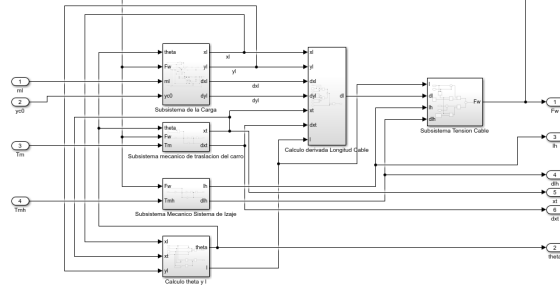 theta
Fw
ml
yc0
xl
yl
dxl
dyl
Subsistema de la Carga
xl
yl
dxl
dyl
1
ml
2
yc0
3
Tm
4
Tmh
theta
Fw
Tm
xt
dxt
Subsistema mecanico de traslacion del carro
Fw
Tmh
lh
dlh
Subsistema Mecanico Sistema de Izaje
xl
xt
yl
theta
l
Calculo theta y l
xl
yl
dxl
dyl
xt
dxt
l
dl
Calculo derivada Longitud Cable
l
dl
lh
dlh
Fw
Subsistema Tension Cable
1
Fw
3
lh
4
dlh
5
xt
6
dxt
2
theta